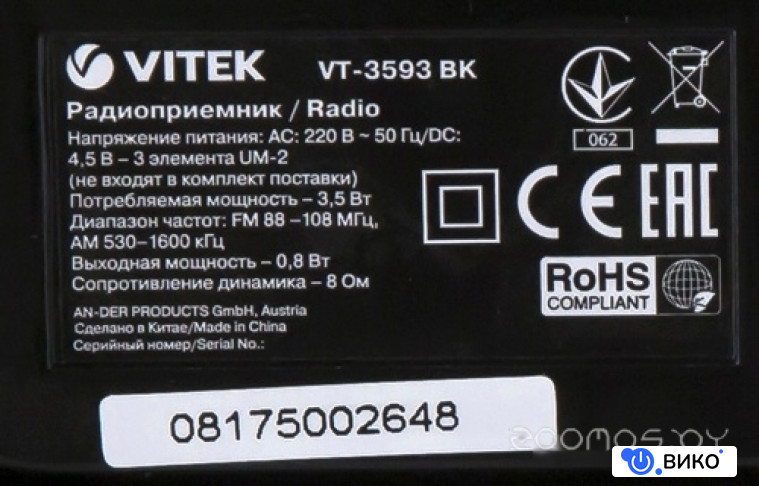 VITEK VT-3593 BK
Радиоприемник / Radio
Напряжение питания: AC: 220 В ~ 50 Гц/DC:
4,5 В – 3 элемента UM-2
(не входят в комплект поставки)
Потребляемая мощность – 3,5 Вт
Диапазон частот: FM 88 –108 МГц,
AM 530–1600 кГц
Выходная мощность – 0,8 Вт
Сопротивление динамика – 8 Ом
AN-DER PRODUCTS GmbH, Austria
Сделано в Китае/Made in China
Серийный номер/Serial No.:
062
CE EAC
RoHS
COMPLIANT
08175002648
zoomos.by
ВИКО